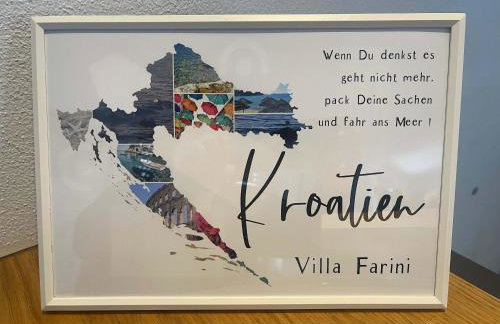 Wenn Du denkst es
geht nicht mehr.
pack Deine Sachen
und fahr ans Meer !
Kroatien
Villa Farini